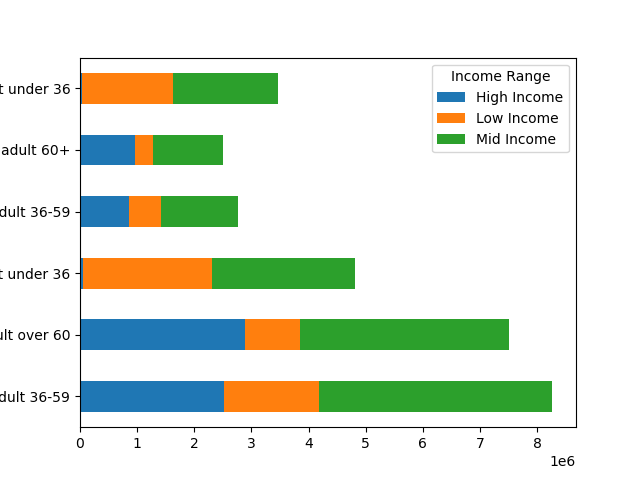 Income Range
High Income
Low Income
Mid Income
t under 36
adult 60+
dult 36-59
t under 36
ult over 60
dult 36-59
0 1 2 3 4 5 6 7 8
1e6